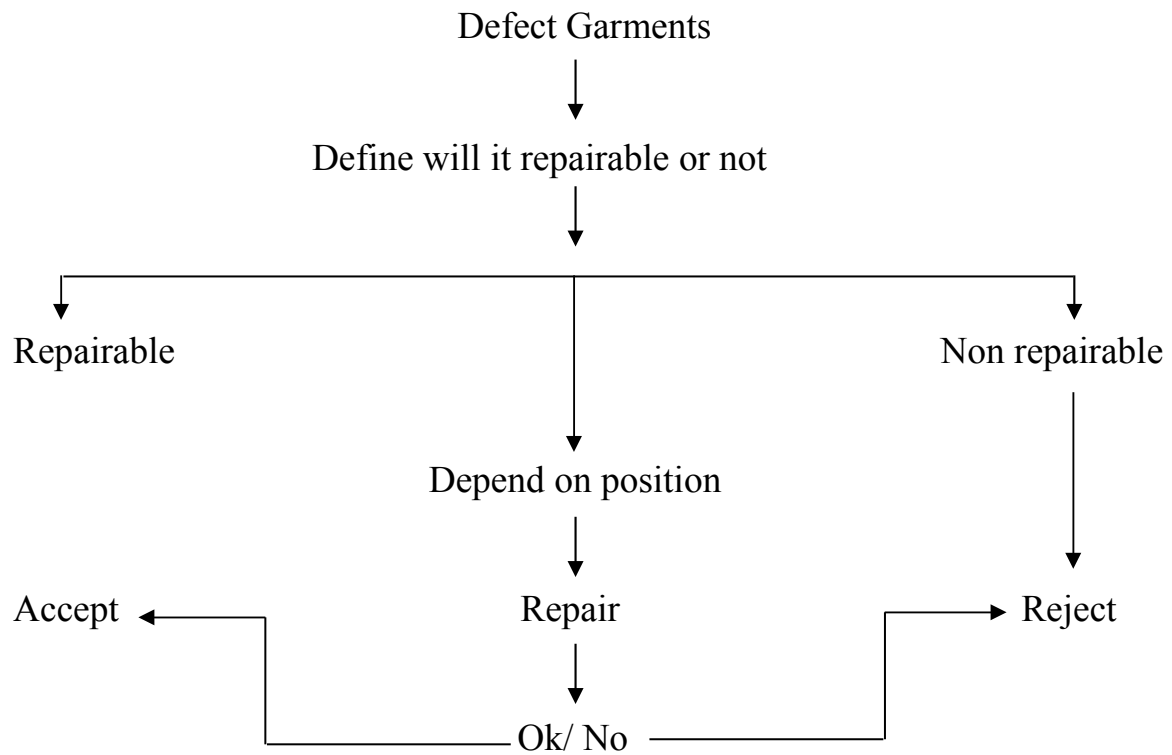 Defect Garments
Define will it repairable or not
Repairable
Non repairable
Depend on position
Accept
Repair
Reject
Ok/ No